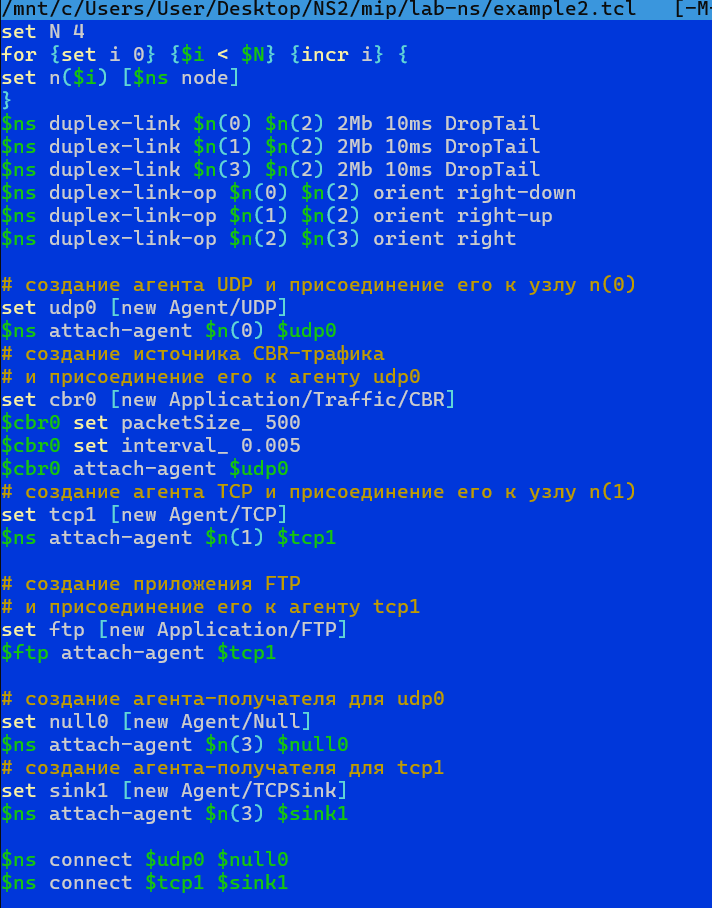 /mnt/c/Users/User/Desktop/NS2/mip/lab-ns/example2.tcl   [-M-
set N 4
for {set i 0} {$i < $N} {incr i} {
set n($i) [$ns node]
}
$ns duplex-link $n(0) $n(2) 2Mb 10ms DropTail
$ns duplex-link $n(1) $n(2) 2Mb 10ms DropTail
$ns duplex-link $n(3) $n(2) 2Mb 10ms DropTail
$ns duplex-link-op $n(0) $n(2) orient right-down
$ns duplex-link-op $n(1) $n(2) orient right-up
$ns duplex-link-op $n(2) $n(3) orient right
# создание агента UDP и присоединение его к узлу n(0)
set udp0 [new Agent/UDP]
$ns attach-agent $n(0) $udp0
# создание источника CBR-трафика
# и присоединение его к агенту udp0
set cbr0 [new Application/Traffic/CBR]
$cbr0 set packetSize_ 500
$cbr0 set interval_ 0.005
$cbr0 attach-agent $udp0
# создание агента TCP и присоединение его к узлу n(1)
set tcp1 [new Agent/TCP]
$ns attach-agent $n(1) $tcp1
# создание приложения FTP
# и присоединение его к агенту tcp1
set ftp [new Application/FTP]
$ftp attach-agent $tcp1
# создание агента-получателя для udp0
set null0 [new Agent/Null]
$ns attach-agent $n(3) $null0
# создание агента-получателя для tcp1
set sink1 [new Agent/TCPSink]
$ns attach-agent $n(3) $sink1
$ns connect $udp0 $null0
$ns connect $tcp1 $sink1